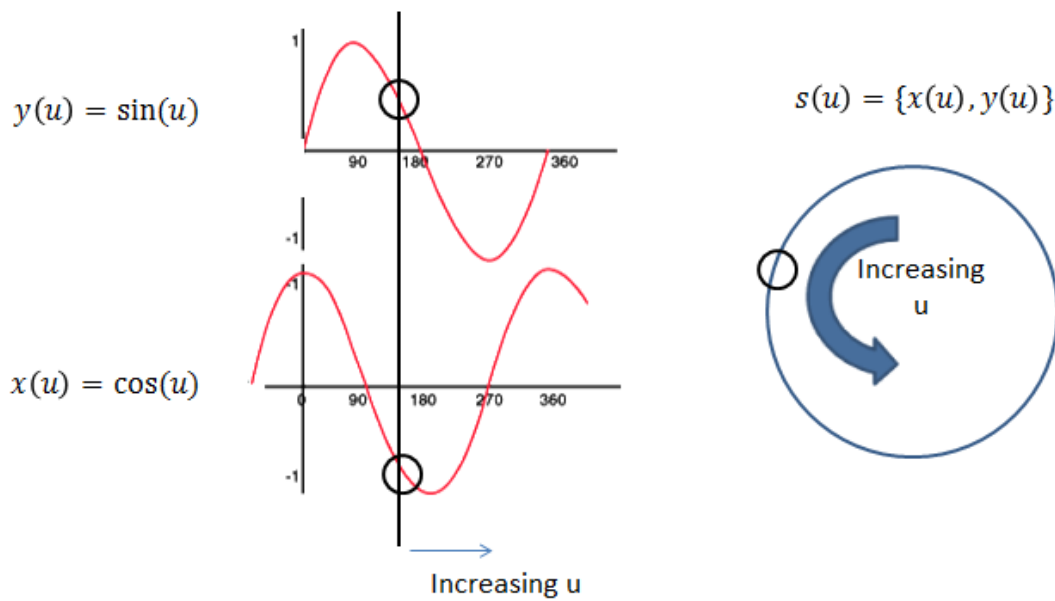 y(u) = sin(u)
1
90 180 270 360
-1
s(u) = {x(u), y(u)}
Increasing
u
x(u) = cos(u)
-1
0 90 180 270 360
-1
Increasing u